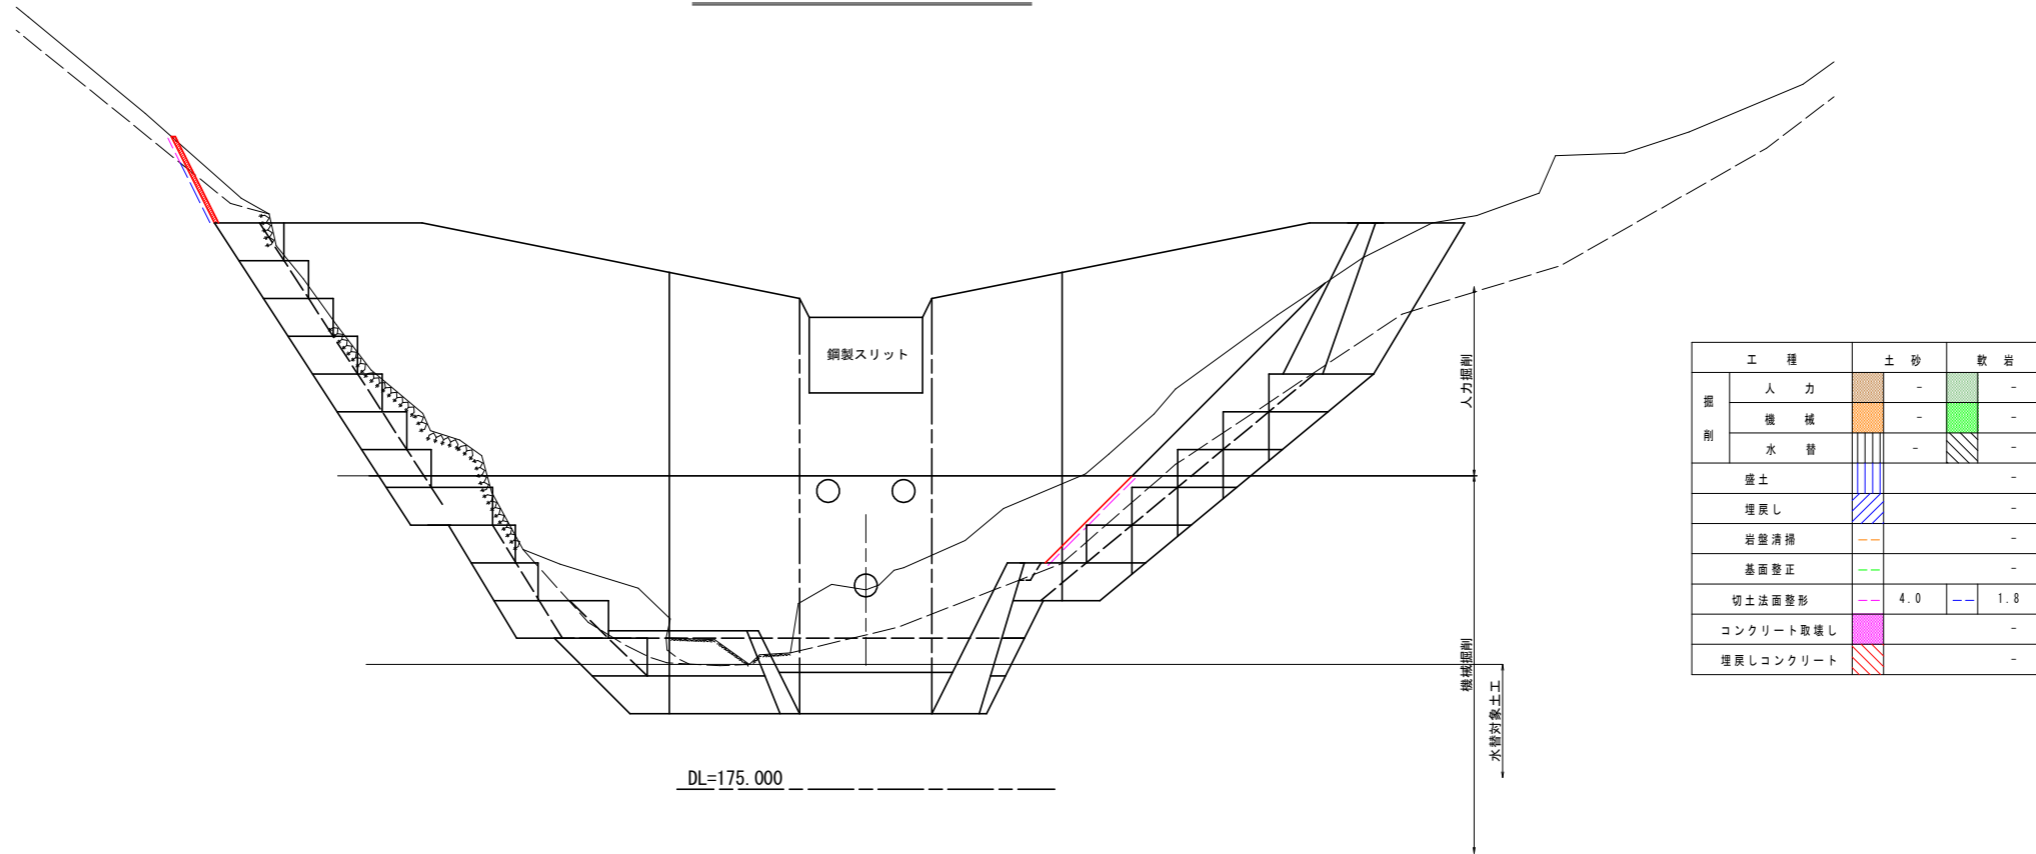 鋼製スリット
人力掘削
機械掘削
水替対象土工
DL=175.000
工 種 土 砂 軟 岩
掘削 人 力 - -
機 械 - -
水 替 - -
盛土 -
埋戻し -
岩盤清掃 -
基面整正 -
切土法面整形 4.0 1.8
コンクリート取壊し -
埋戻しコンクリート -